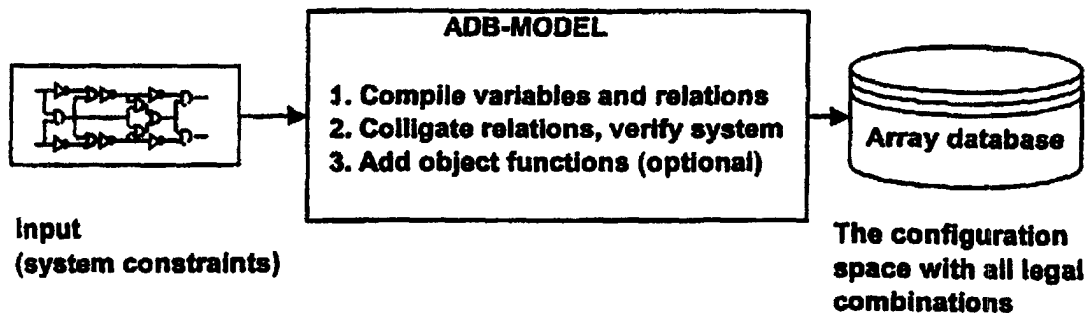 ADB-MODEL
1. Compile variables and relations
2. Colligate relations, verify system
3. Add object functions (optional)
Array database
Input
(system constraints)
The configuration
space with all legal
combinations